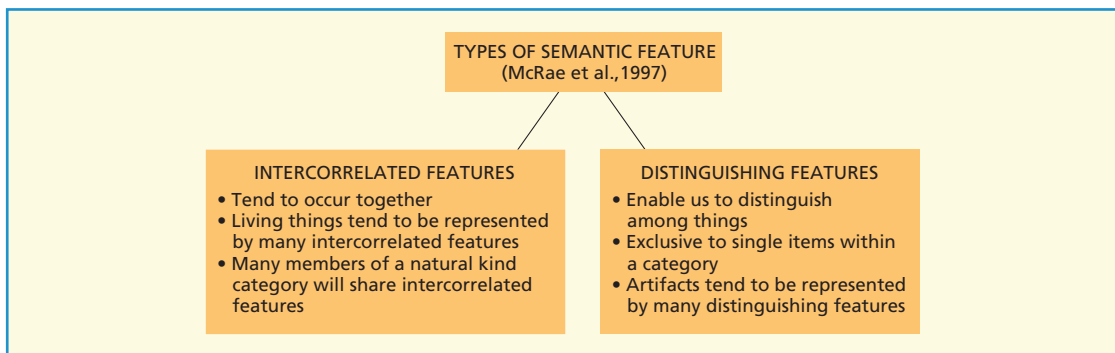 TYPES OF SEMANTIC FEATURE
(McRae et al.,1997)
INTERCORRELATED FEATURES
• Tend to occur together
• Living things tend to be represented
by many intercorrelated features
• Many members of a natural kind
category will share intercorrelated
features
DISTINGUISHING FEATURES
• Enable us to distinguish
among things
• Exclusive to single items within
a category
• Artifacts tend to be represented
by many distinguishing features